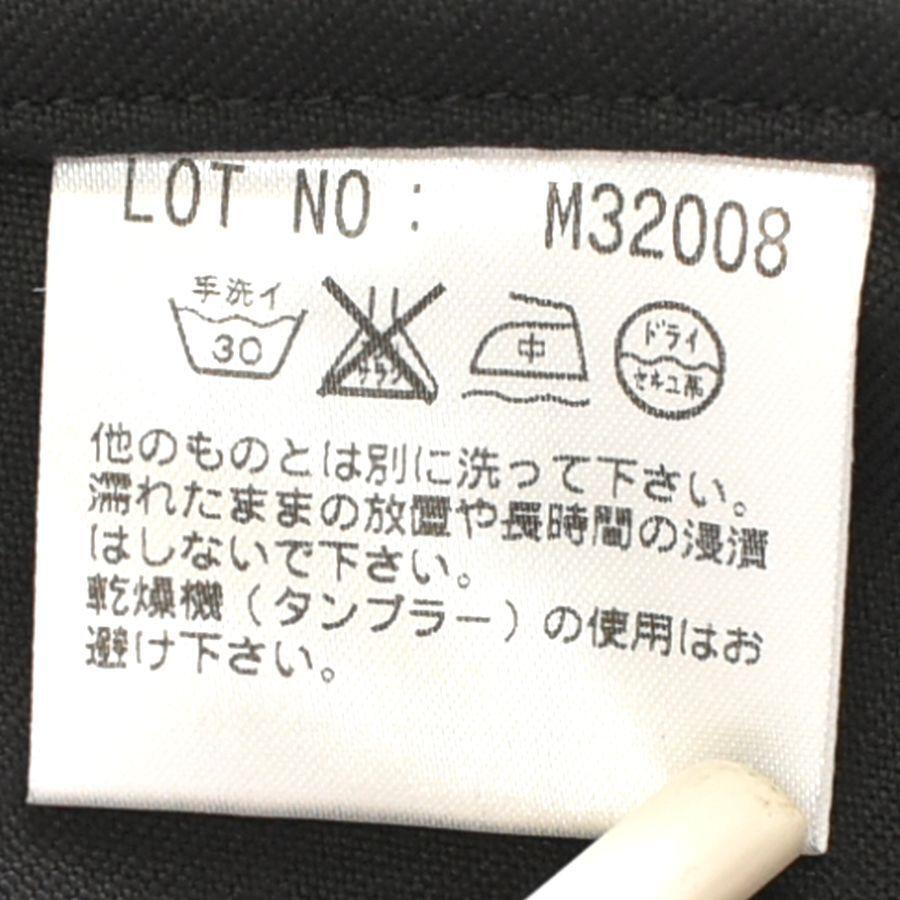 LOT NO : M32008
手洗イ 30 中 ドライ セキユ系
他のものとは別に洗って下さい。
濡れたままの放置や長時間の浸漬
はしないで下さい。
乾燥機(タンブラー)の使用はお
避け下さい。